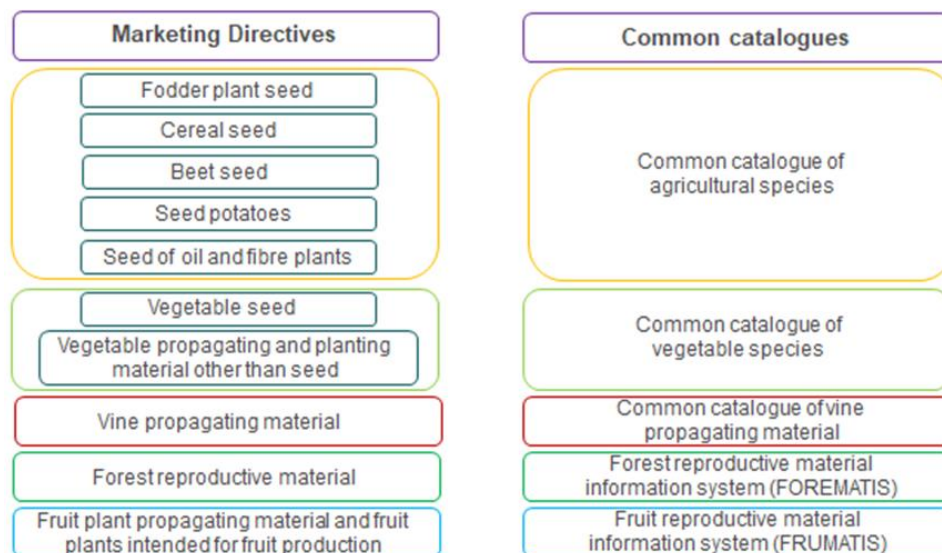 Marketing Directives
Fodder plant seed
Cereal seed
Beet seed
Seed potatoes
Seed of oil and fibre plants
Vegetable seed
Vegetable propagating and planting
material other than seed
Vine propagating material
Forest reproductive material
Fruit plant propagating material and fruit
plants intended for fruit production
Common catalogues
Common catalogue of
agricultural species
Common catalogue of
vegetable species
Common catalogue of vine
propagating material
Forest reproductive material
information system (FOREMATIS)
Fruit reproductive material
information system (FRUMATIS)